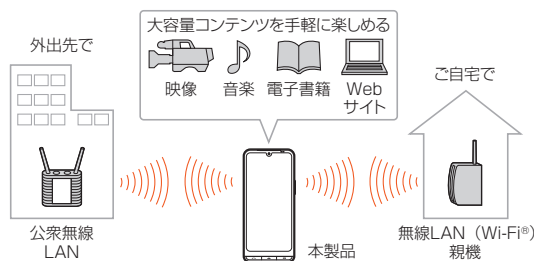 大容量コンテンツを手軽に楽しめる
映像 音楽 電子書籍 Web
サイト
外出先で
ご自宅で
公衆無線
LAN
本製品
無線LAN（Wi-Fi®）
親機